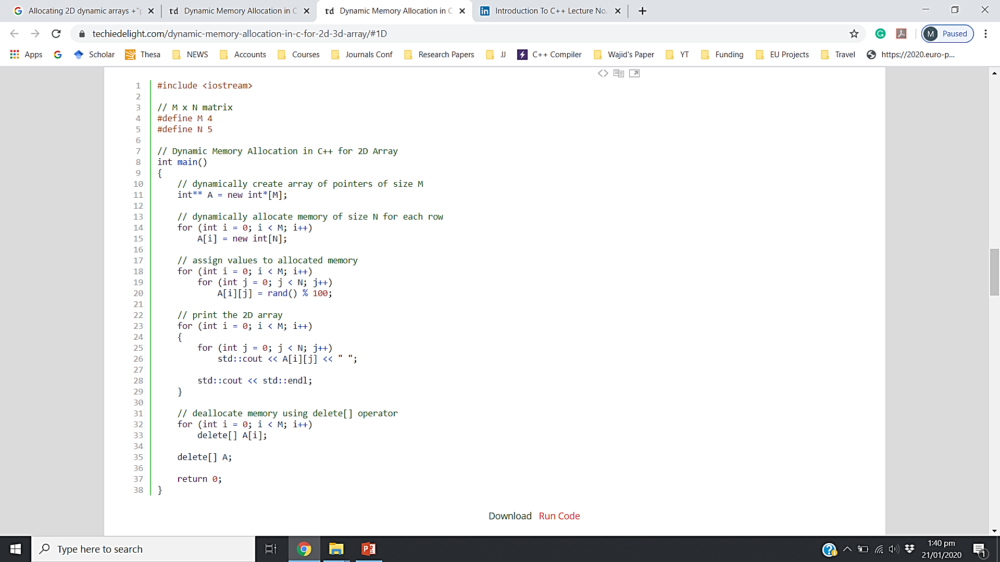 Allocating 2D dynamic arrays +"p
td Dynamic Memory Allocation in C
td Dynamic Memory Allocation in C
in Introduction To C++ Lecture No.
techiedelight.com/dynamic-memory-allocation-in-c-for-2d-3d-array/#1D
M Paused
Apps G Scholar Thesa NEWS Accounts Courses Journals Conf Research Papers JJ C++ Compiler Wajid's Paper YT Funding EU Projects Travel https://2020.euro-p...
1 #include <iostream>
2
3 // M x N matrix
4 #define M 4
5 #define N 5
6
7 // Dynamic Memory Allocation in C++ for 2D Array
8 int main()
9 {
10 // dynamically create array of pointers of size M
11 int** A = new int*[M];
12
13 // dynamically allocate memory of size N for each row
14 for (int i = 0; i < M; i++)
15 A[i] = new int[N];
16
17 // assign values to allocated memory
18 for (int i = 0; i < M; i++)
19 for (int j = 0; j < N; j++)
20 A[i][j] = rand() % 100;
21
22 // print the 2D array
23 for (int i = 0; i < M; i++)
24 {
25 for (int j = 0; j < N; j++)
26 std::cout << A[i][j] << " ";
27
28 std::cout << std::endl;
29 }
30
31 // deallocate memory using delete[] operator
32 for (int i = 0; i < M; i++)
33 delete[] A[i];
34
35 delete[] A;
36
37 return 0;
38 }
Download Run Code
Type here to search
1:40 pm
21/01/2020
1